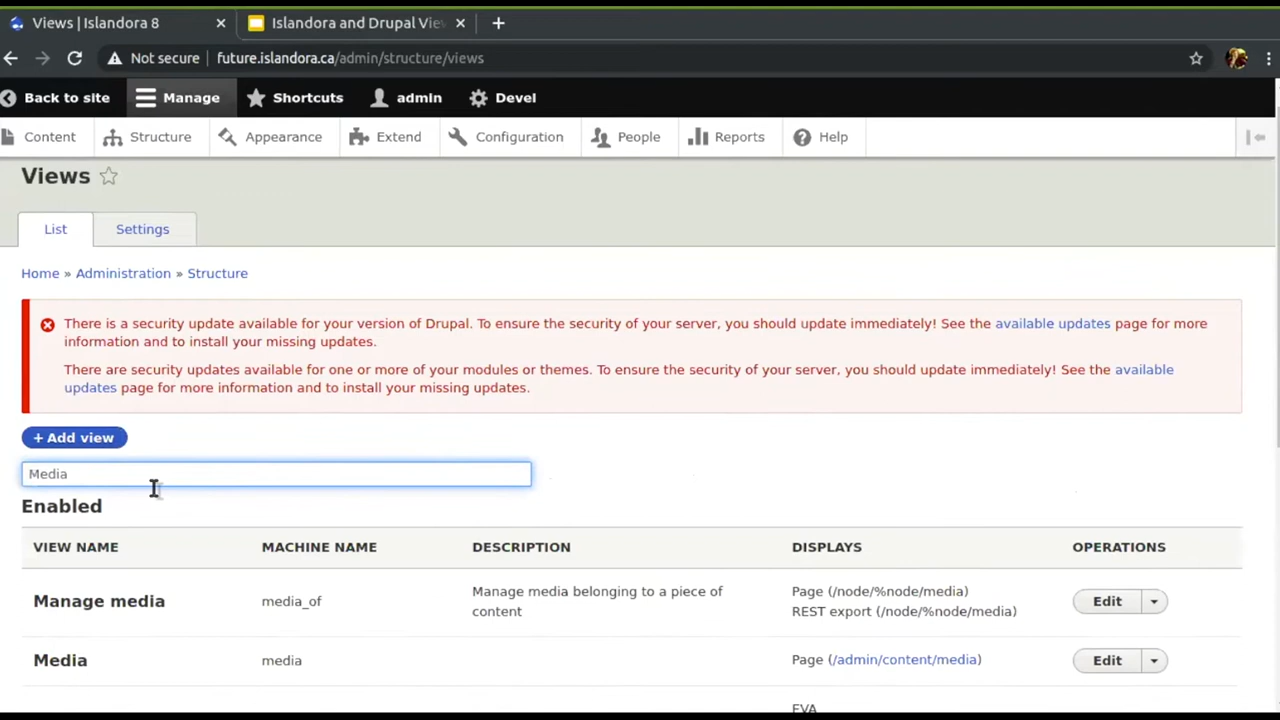 Views | Islandora 8
Islandora and Drupal Vie
Not secure future.islandora.ca/admin/structure/views
Back to site Manage Shortcuts admin Devel
Content Structure Appearance Extend Configuration People Reports Help
Views
List Settings
Home » Administration » Structure
There is a security update available for your version of Drupal. To ensure the security of your server, you should update immediately! See the available updates page for more
information and to install your missing updates.
There are security updates available for one or more of your modules or themes. To ensure the security of your server, you should update immediately! See the available
updates page for more information and to install your missing updates.
+ Add view
Media
Enabled
VIEW NAME MACHINE NAME DESCRIPTION DISPLAYS OPERATIONS
Manage media media_of Manage media belonging to a piece of content Page (/node/%node/media) Edit
REST export (/node/%node/media)
Media media Page (/admin/content/media) Edit
EVA